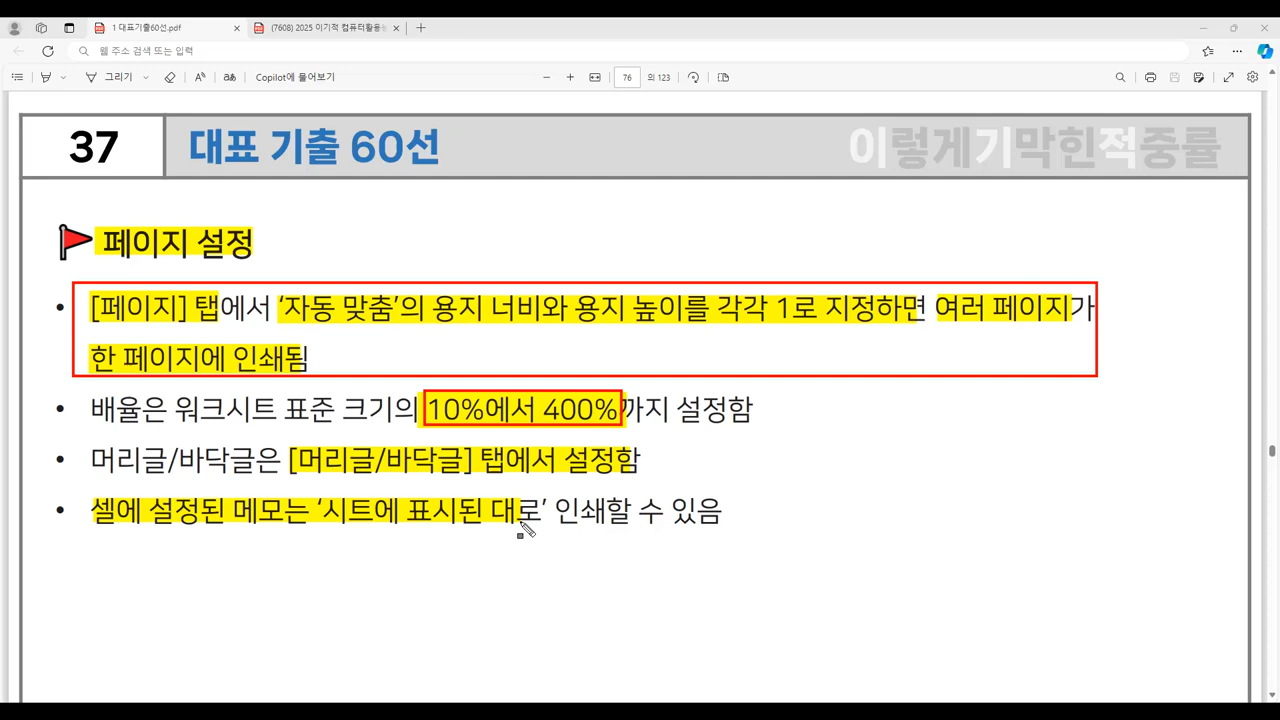 1 대표기출60선.pdf
(7608) 2025 이기적 컴퓨터활용능
웹 주소 검색 또는 입력
그리기
가あ
Copilot에 물어보기
76 의 123
37 대표 기출 60선 이렇게기막힌적중률
페이지 설정
• [페이지] 탭에서 ‘자동 맞춤’의 용지 너비와 용지 높이를 각각 1로 지정하면 여러 페이지가
한 페이지에 인쇄됨
• 배율은 워크시트 표준 크기의 10%에서 400%까지 설정함
• 머리글/바닥글은 [머리글/바닥글] 탭에서 설정함
• 셀에 설정된 메모는 ‘시트에 표시된 대로’ 인쇄할 수 있음